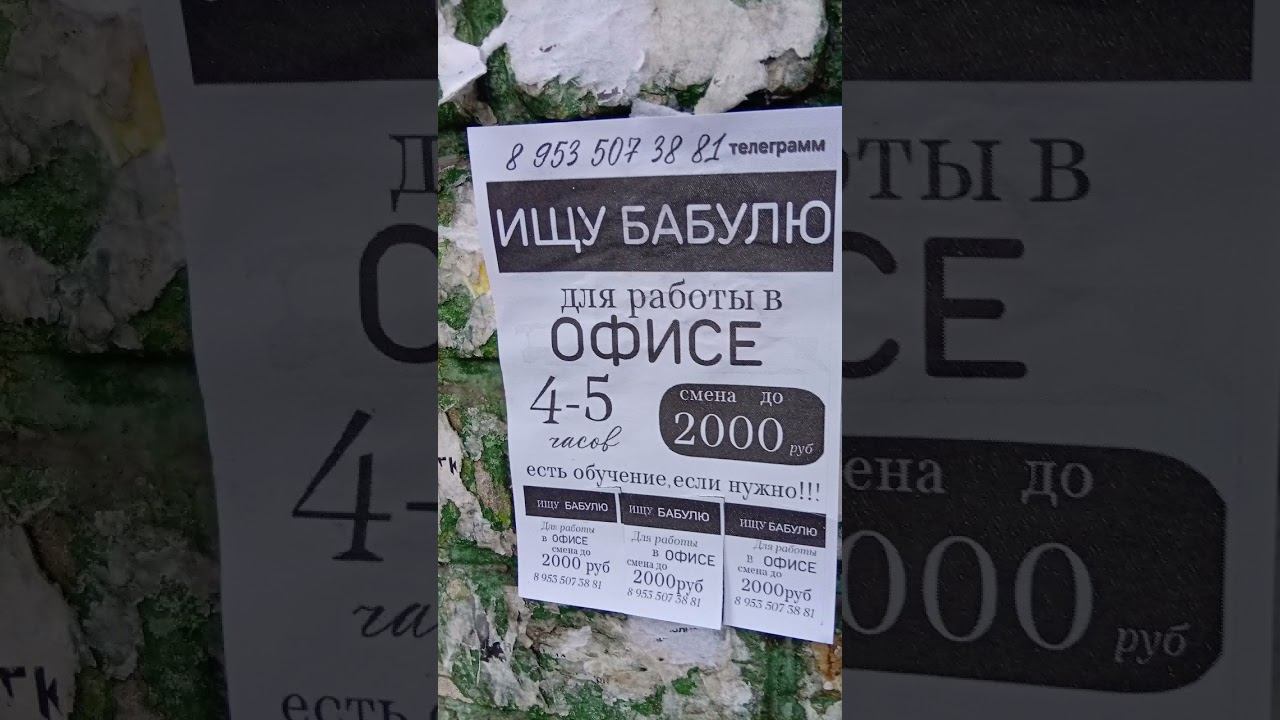 8 953 507 38 81 телеграмм
ИЩУ БАБУЛЮ
для работы в
ОФИСЕ
4-5
часов
смена до
2000 руб
есть обучение,если нужно!!!
ИЩУ БАБУЛЮ
Для работы
в ОФИСЕ
смена до
2000 руб
8 953 507 38 81
ИЩУ БАБУЛЮ
Для работы
в ОФИСЕ
смена до
2000руб
8 953 507 38 81
ИЩУ БАБУЛЮ
Для работы
в ОФИСЕ
смена до
2000руб
8 953 507 38 81